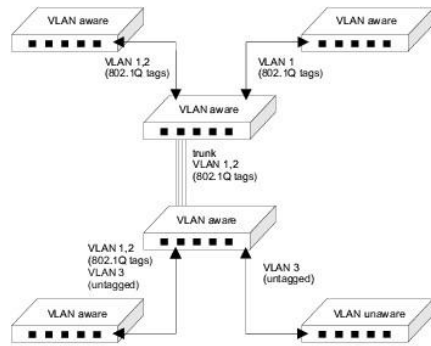 VLAN aware
VLAN aware
VLAN 1,2
(802.1Q tags)
VLAN 1
(802.1Q tags)
VLAN aware
trunk
VLAN 1,2
(802.1Q tags)
VLAN aware
VLAN 1,2
(802.1Q tags)
VLAN 3
(untagged)
VLAN 3
(untagged)
VLAN aware
VLAN unaware